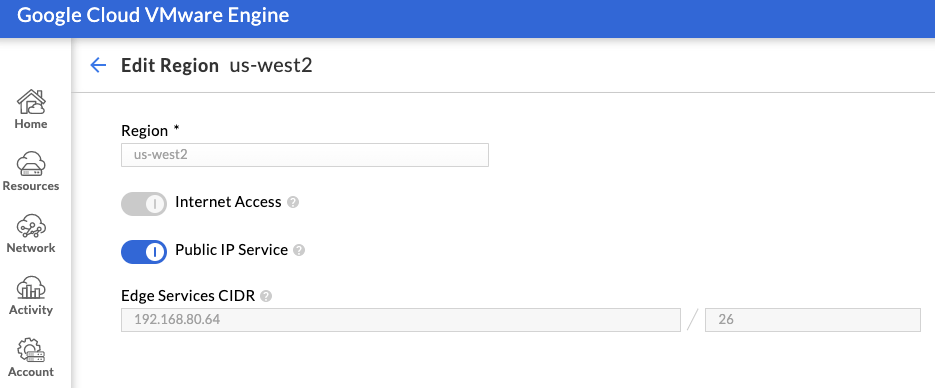 Google Cloud VMware Engine
Edit Region us-west2
Home
Resources
Network
Activity
Account
Region *
us-west2
Internet Access ?
Public IP Service ?
Edge Services CIDR ?
192.168.80.64 / 26